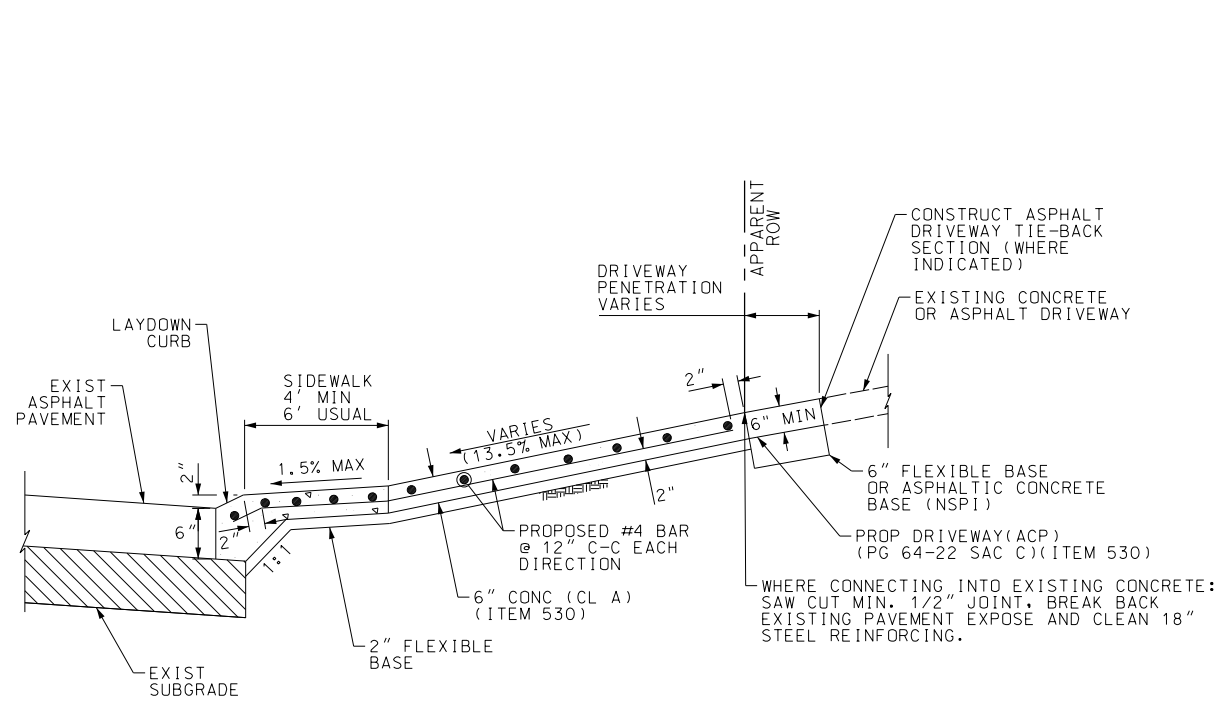 APPARENT
ROW
CONSTRUCT ASPHALT
DRIVEWAY TIE-BACK
SECTION (WHERE
INDICATED)
DRIVEWAY
PENETRATION
VARIES
EXISTING CONCRETE
OR ASPHALT DRIVEWAY
LAYDOWN
CURB
EXIST
ASPHALT
PAVEMENT
SIDEWALK
4' MIN
6' USUAL
2"
6" MIN
VARIES
(13.5% MAX)
1.5% MAX
2"
6"
2"
1:1
2"
6" FLEXIBLE BASE
OR ASPHALTIC CONCRETE
BASE (NSPI)
PROPOSED #4 BAR
@ 12" C-C EACH
DIRECTION
PROP DRIVEWAY(ACP)
(PG 64-22 SAC C)(ITEM 530)
6" CONC (CL A)
(ITEM 530)
WHERE CONNECTING INTO EXISTING CONCRETE:
SAW CUT MIN. 1/2" JOINT. BREAK BACK
EXISTING PAVEMENT EXPOSE AND CLEAN 18"
STEEL REINFORCING.
2" FLEXIBLE
BASE
EXIST
SUBGRADE